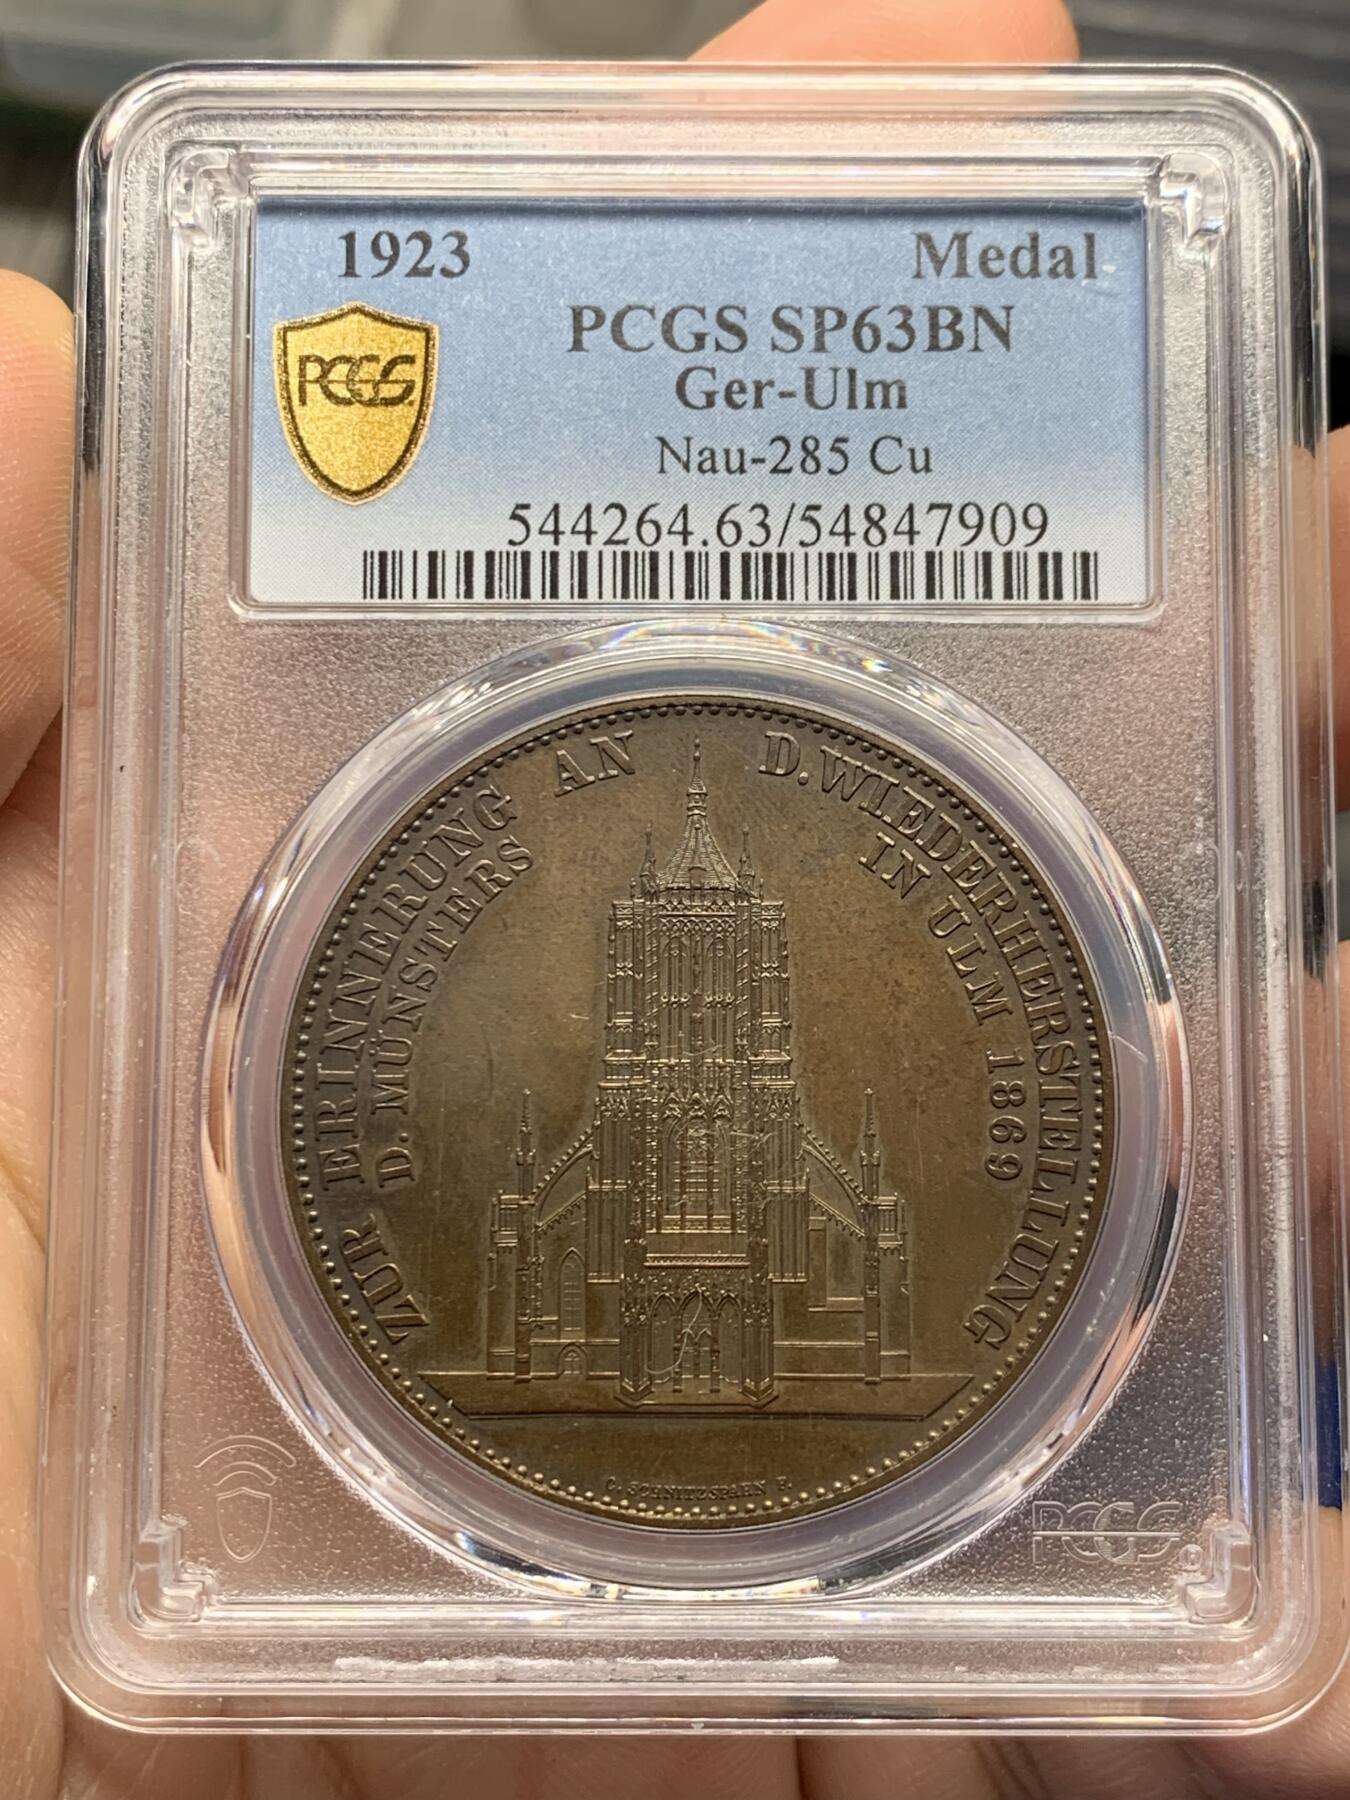 1923 Medal
PCGS SP63BN
PCGS
Ger-Ulm
Nau-285 Cu
544264.63/54847909
ZUR ERINNERUNG AN D. WIEDERHERSTELLUNG
D. MÜNSTERS IN ULM 1869
C. SCHNITZSPAHN F.
PCGS